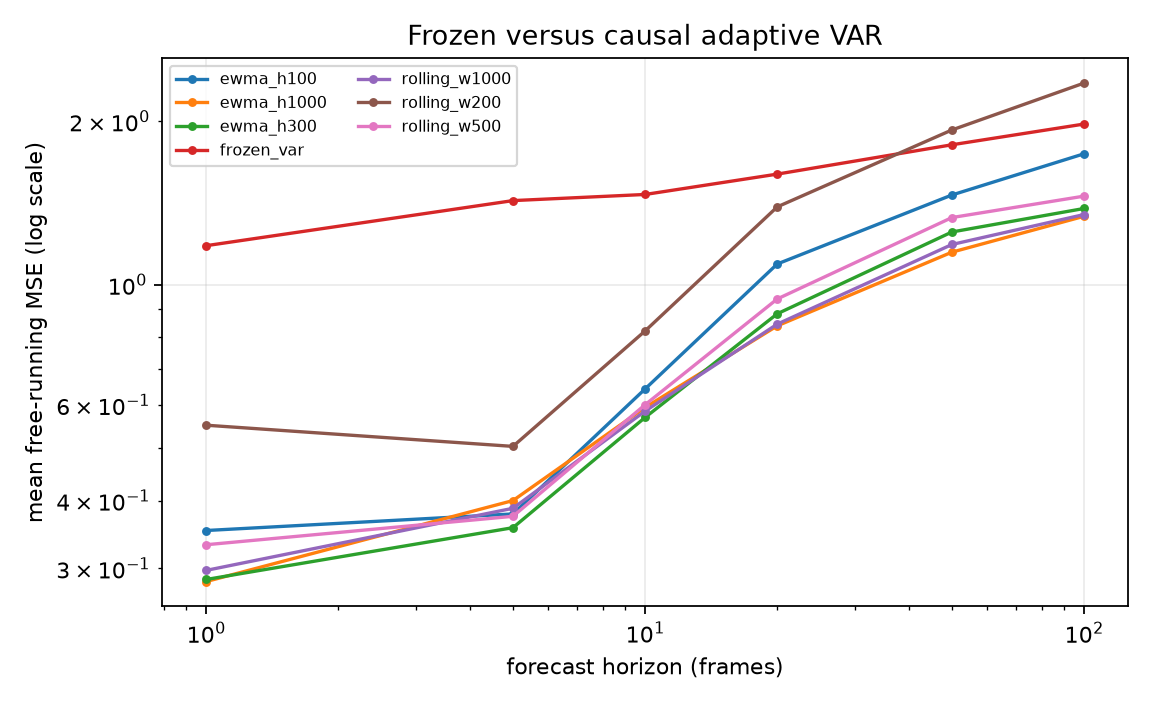 Frozen versus causal adaptive VAR
ewma_h100
ewma_h1000
ewma_h300
frozen_var
rolling_w1000
rolling_w200
rolling_w500
mean free-running MSE (log scale)
2 × 10⁰
10⁰
6 × 10⁻¹
4 × 10⁻¹
3 × 10⁻¹
10⁰ 10¹ 10²
forecast horizon (frames)